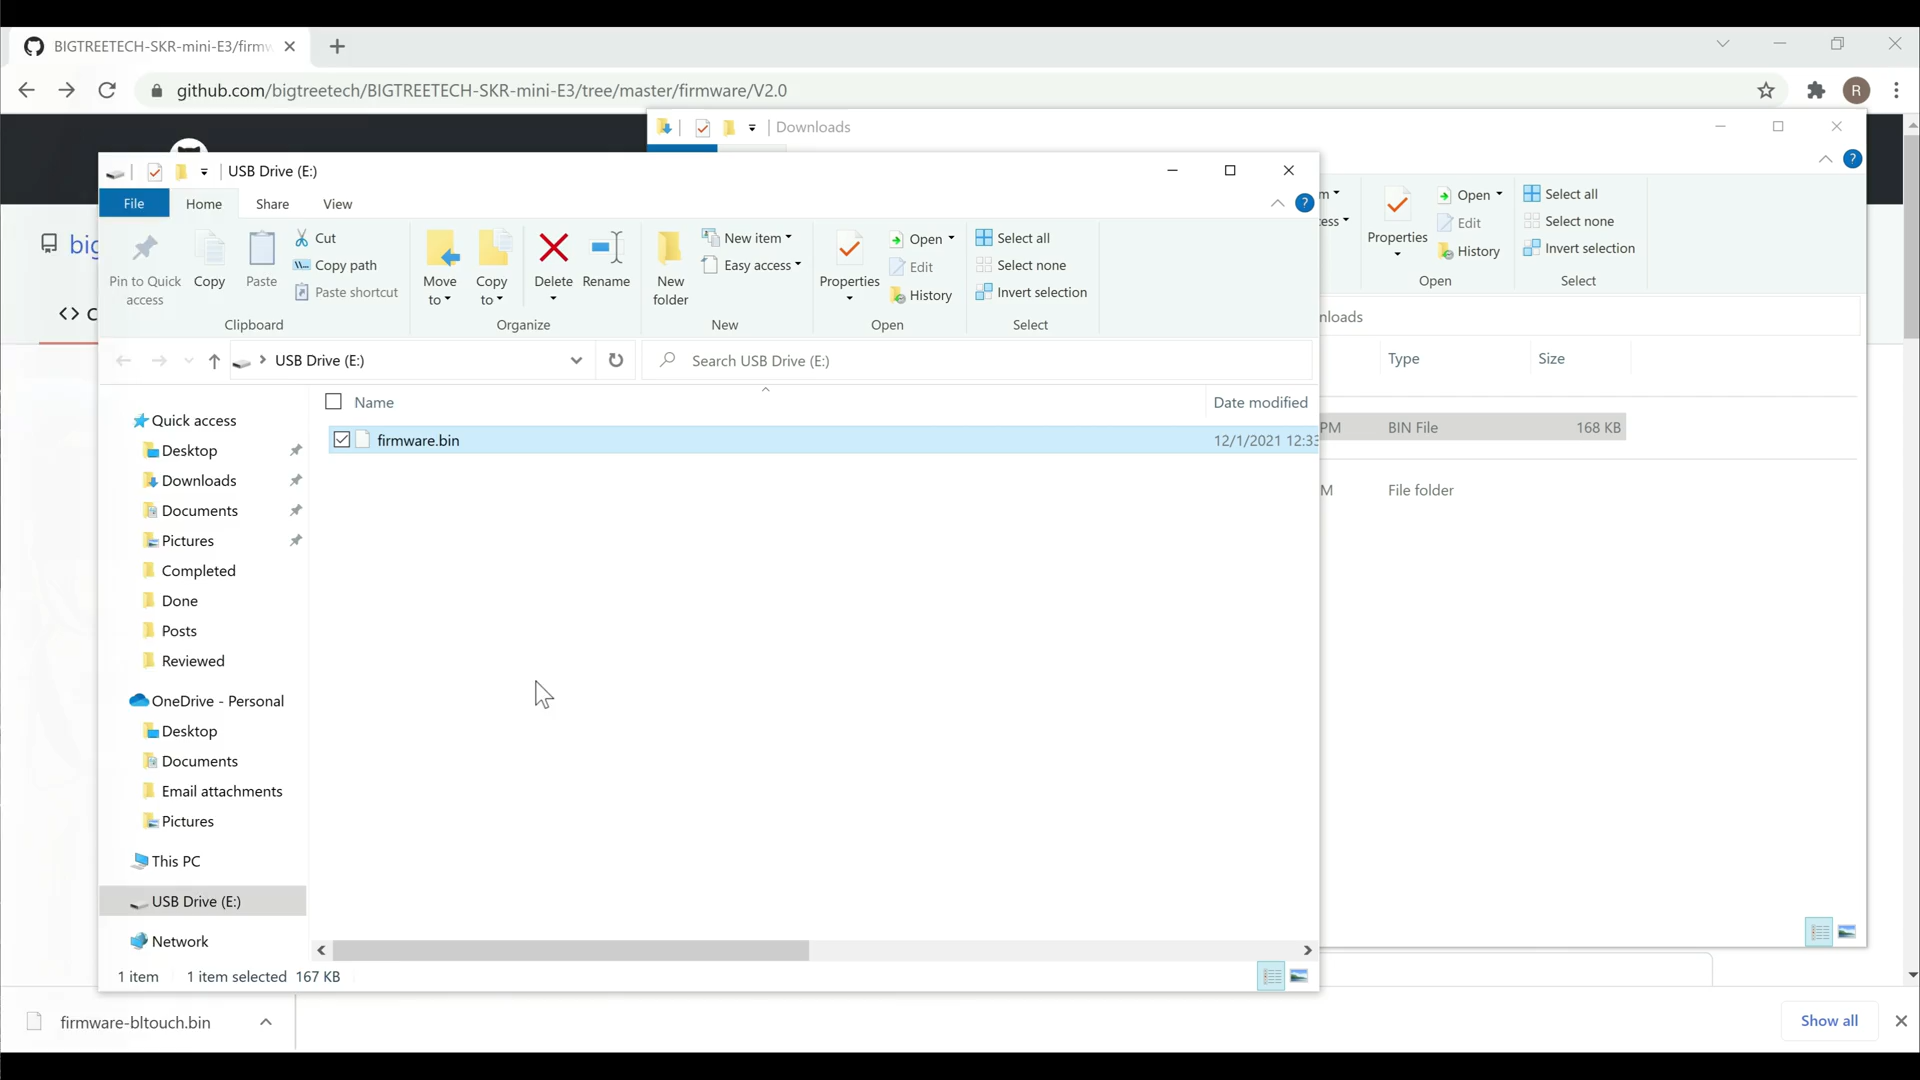 BIGTREETECH-SKR-mini-E3/firmw
github.com/bigtreetech/BIGTREETECH-SKR-mini-E3/tree/master/firmware/V2.0
R
Downloads
USB Drive (E:)
File Home Share View
big
Pin to Quick access
Copy
Paste
Cut
Copy path
Paste shortcut
Clipboard
Move to
Copy to
Delete
Rename
Organize
New folder
New item
Easy access
New
Properties
Open
Edit
History
Open
Select all
Select none
Invert selection
Select
m
ess
Properties
Open
Edit
History
Open
Select all
Select none
Invert selection
Select
<> C
USB Drive (E:)
Search USB Drive (E:)
nloads
Type Size
Name Date modified
firmware.bin 12/1/2021 12:33
PM BIN File 168 KB
M File folder
Quick access
Desktop
Downloads
Documents
Pictures
Completed
Done
Posts
Reviewed
OneDrive - Personal
Desktop
Documents
Email attachments
Pictures
This PC
USB Drive (E:)
Network
1 item 1 item selected 167 KB
firmware-bltouch.bin
Show all